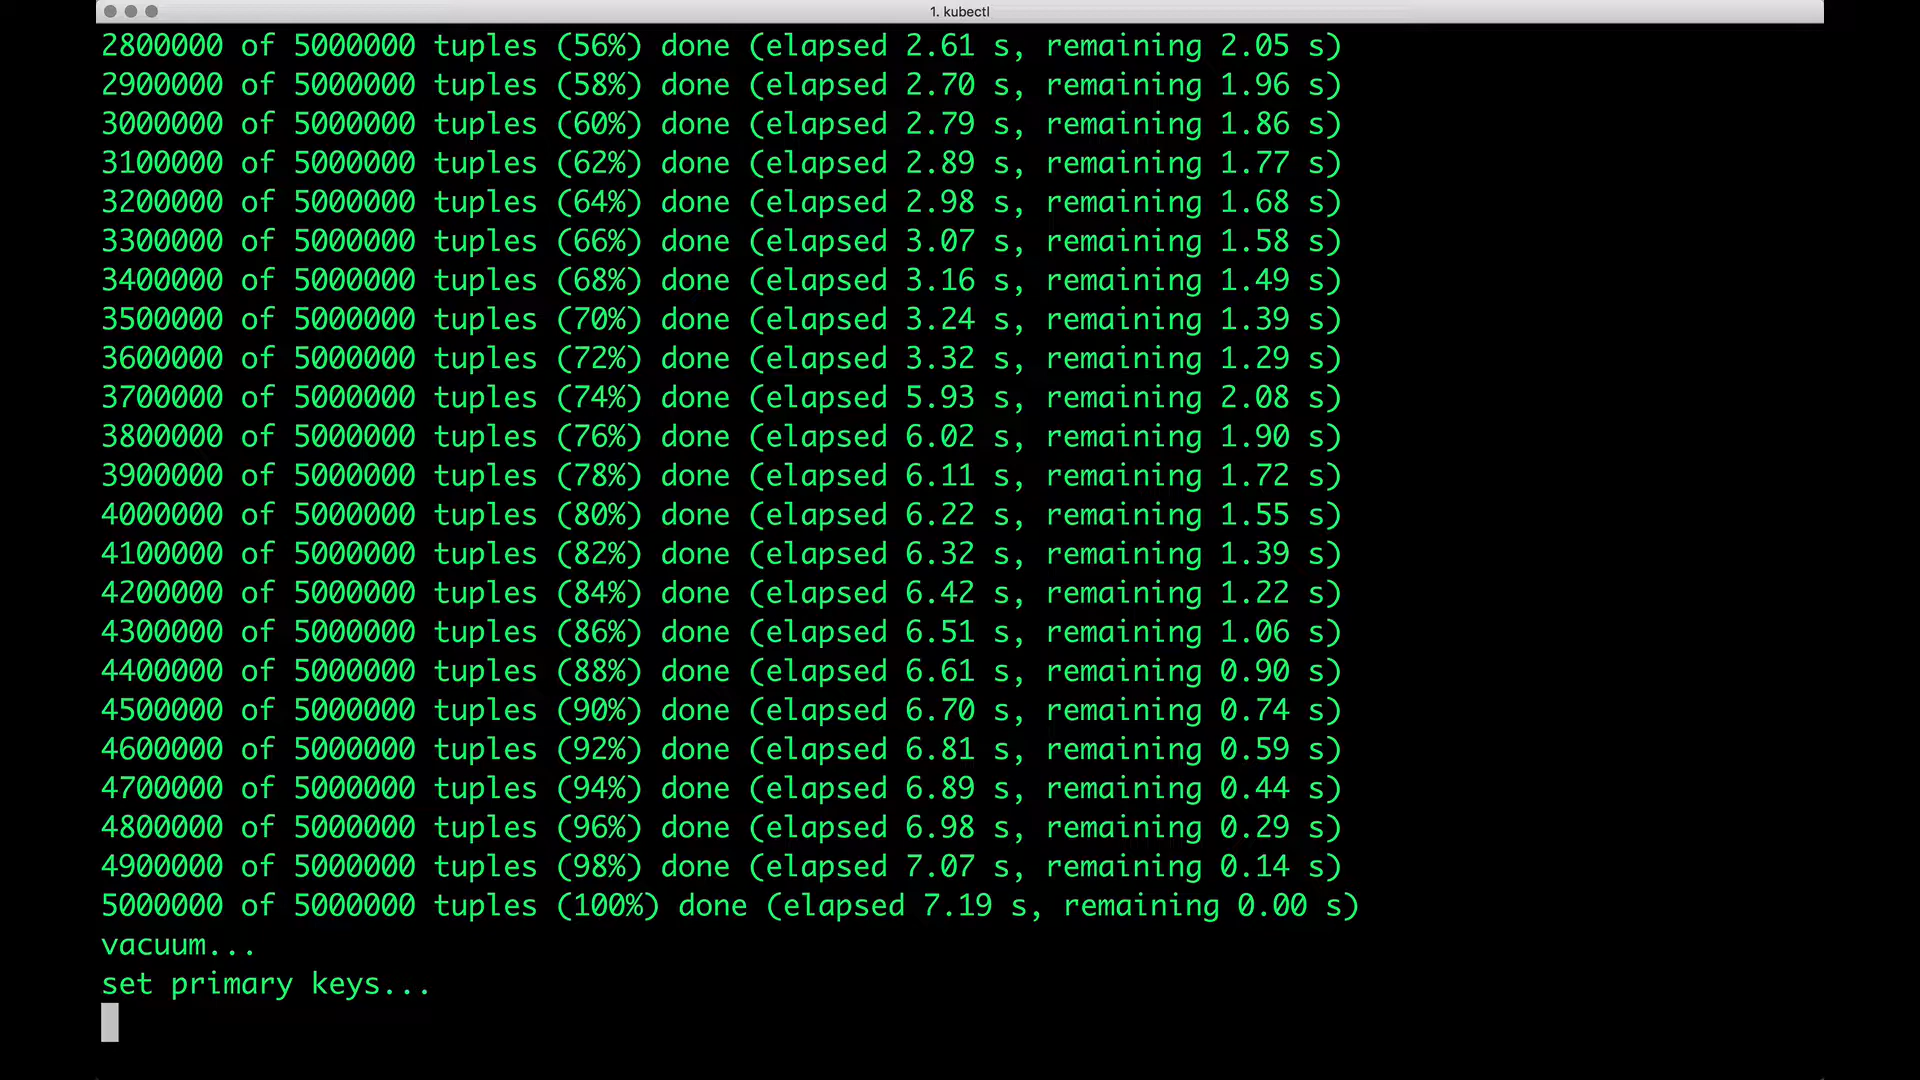 1. kubectl
2800000 of 5000000 tuples (56%) done (elapsed 2.61 s, remaining 2.05 s)
2900000 of 5000000 tuples (58%) done (elapsed 2.70 s, remaining 1.96 s)
3000000 of 5000000 tuples (60%) done (elapsed 2.79 s, remaining 1.86 s)
3100000 of 5000000 tuples (62%) done (elapsed 2.89 s, remaining 1.77 s)
3200000 of 5000000 tuples (64%) done (elapsed 2.98 s, remaining 1.68 s)
3300000 of 5000000 tuples (66%) done (elapsed 3.07 s, remaining 1.58 s)
3400000 of 5000000 tuples (68%) done (elapsed 3.16 s, remaining 1.49 s)
3500000 of 5000000 tuples (70%) done (elapsed 3.24 s, remaining 1.39 s)
3600000 of 5000000 tuples (72%) done (elapsed 3.32 s, remaining 1.29 s)
3700000 of 5000000 tuples (74%) done (elapsed 5.93 s, remaining 2.08 s)
3800000 of 5000000 tuples (76%) done (elapsed 6.02 s, remaining 1.90 s)
3900000 of 5000000 tuples (78%) done (elapsed 6.11 s, remaining 1.72 s)
4000000 of 5000000 tuples (80%) done (elapsed 6.22 s, remaining 1.55 s)
4100000 of 5000000 tuples (82%) done (elapsed 6.32 s, remaining 1.39 s)
4200000 of 5000000 tuples (84%) done (elapsed 6.42 s, remaining 1.22 s)
4300000 of 5000000 tuples (86%) done (elapsed 6.51 s, remaining 1.06 s)
4400000 of 5000000 tuples (88%) done (elapsed 6.61 s, remaining 0.90 s)
4500000 of 5000000 tuples (90%) done (elapsed 6.70 s, remaining 0.74 s)
4600000 of 5000000 tuples (92%) done (elapsed 6.81 s, remaining 0.59 s)
4700000 of 5000000 tuples (94%) done (elapsed 6.89 s, remaining 0.44 s)
4800000 of 5000000 tuples (96%) done (elapsed 6.98 s, remaining 0.29 s)
4900000 of 5000000 tuples (98%) done (elapsed 7.07 s, remaining 0.14 s)
5000000 of 5000000 tuples (100%) done (elapsed 7.19 s, remaining 0.00 s)
vacuum...
set primary keys...